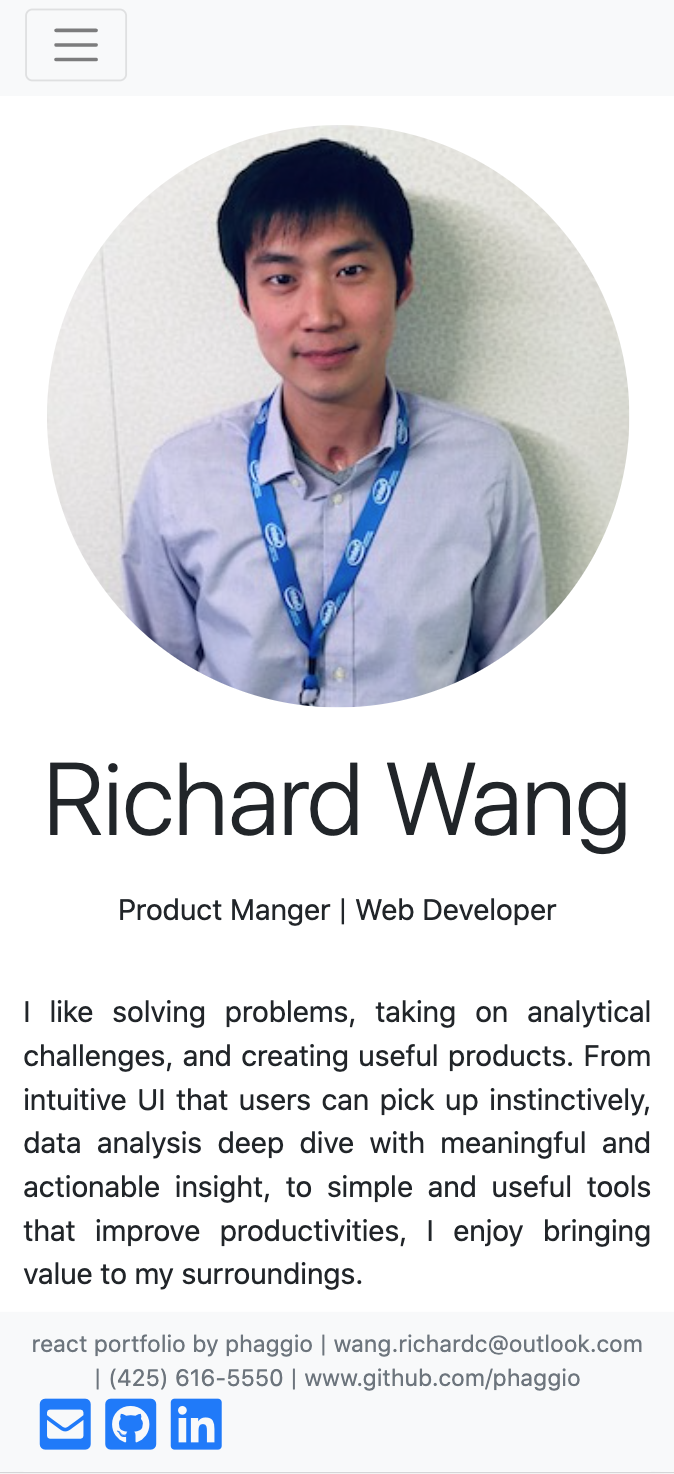 Richard Wang
Product Manger | Web Developer
I like solving problems, taking on analytical
challenges, and creating useful products. From
intuitive UI that users can pick up instinctively,
data analysis deep dive with meaningful and
actionable insight, to simple and useful tools
that improve productivities, I enjoy bringing
value to my surroundings.
react portfolio by phaggio | wang.richardc@outlook.com
| (425) 616-5550 | www.github.com/phaggio
in